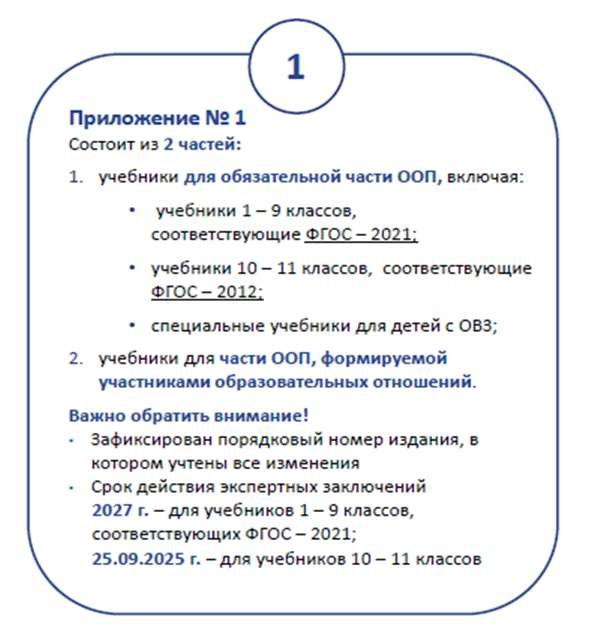 1
Приложение № 1
Состоит из 2 частей:
1. учебники для обязательной части ООП, включая:
• учебники 1 – 9 классов,
соответствующие ФГОС – 2021;
• учебники 10 – 11 классов, соответствующие
ФГОС – 2012;
• специальные учебники для детей с ОВЗ;
2. учебники для части ООП, формируемой
участниками образовательных отношений.
Важно обратить внимание!
• Зафиксирован порядковый номер издания, в
котором учтены все изменения
• Срок действия экспертных заключений
2027 г. – для учебников 1 – 9 классов,
соответствующих ФГОС – 2021;
25.09.2025 г. – для учебников 10 – 11 классов